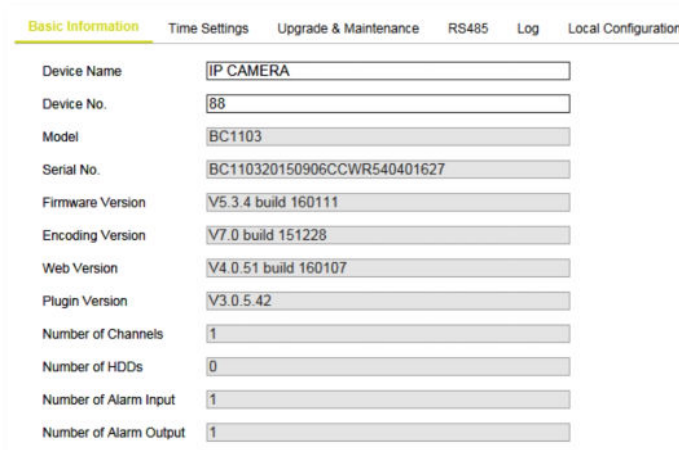 Basic Information Time Settings Upgrade & Maintenance RS485 Log Local Configuration
Device Name IP CAMERA
Device No. 88
Model BC1103
Serial No. BC110320150906CCWR540401627
Firmware Version V5.3.4 build 160111
Encoding Version V7.0 build 151228
Web Version V4.0.51 build 160107
Plugin Version V3.0.5.42
Number of Channels 1
Number of HDDs 0
Number of Alarm Input 1
Number of Alarm Output 1